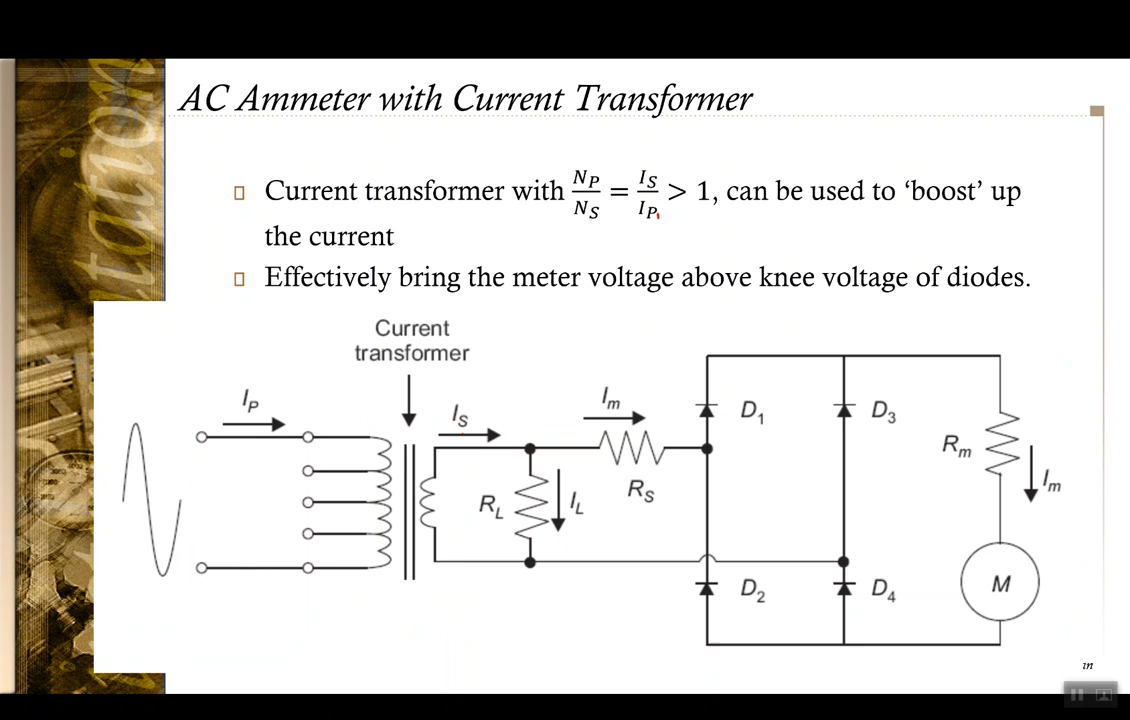 AC Ammeter with Current Transformer
Current transformer with N_P/N_S = I_S/I_P > 1, can be used to ‘boost’ up
the current
Effectively bring the meter voltage above knee voltage of diodes.
Current
transformer
I_P
I_S
I_m
D_1
D_3
R_m
I_m
R_L
I_L
R_S
D_2
D_4
M
in
tation